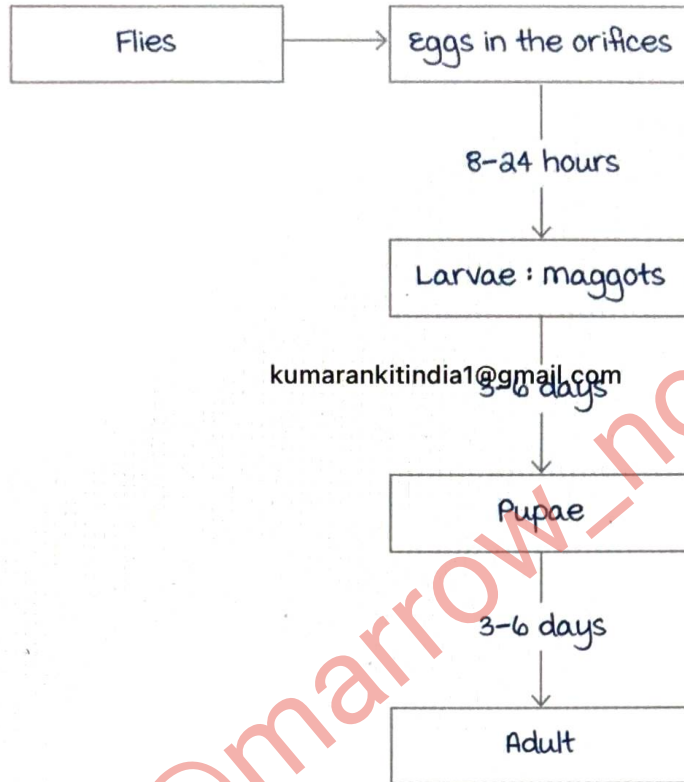 Flies
Eggs in the orifices
8-24 hours
Larvae : maggots
kumarankitindia1@gmail.com
3-6 days
Pupae
3-6 days
Adult
@marrow_no